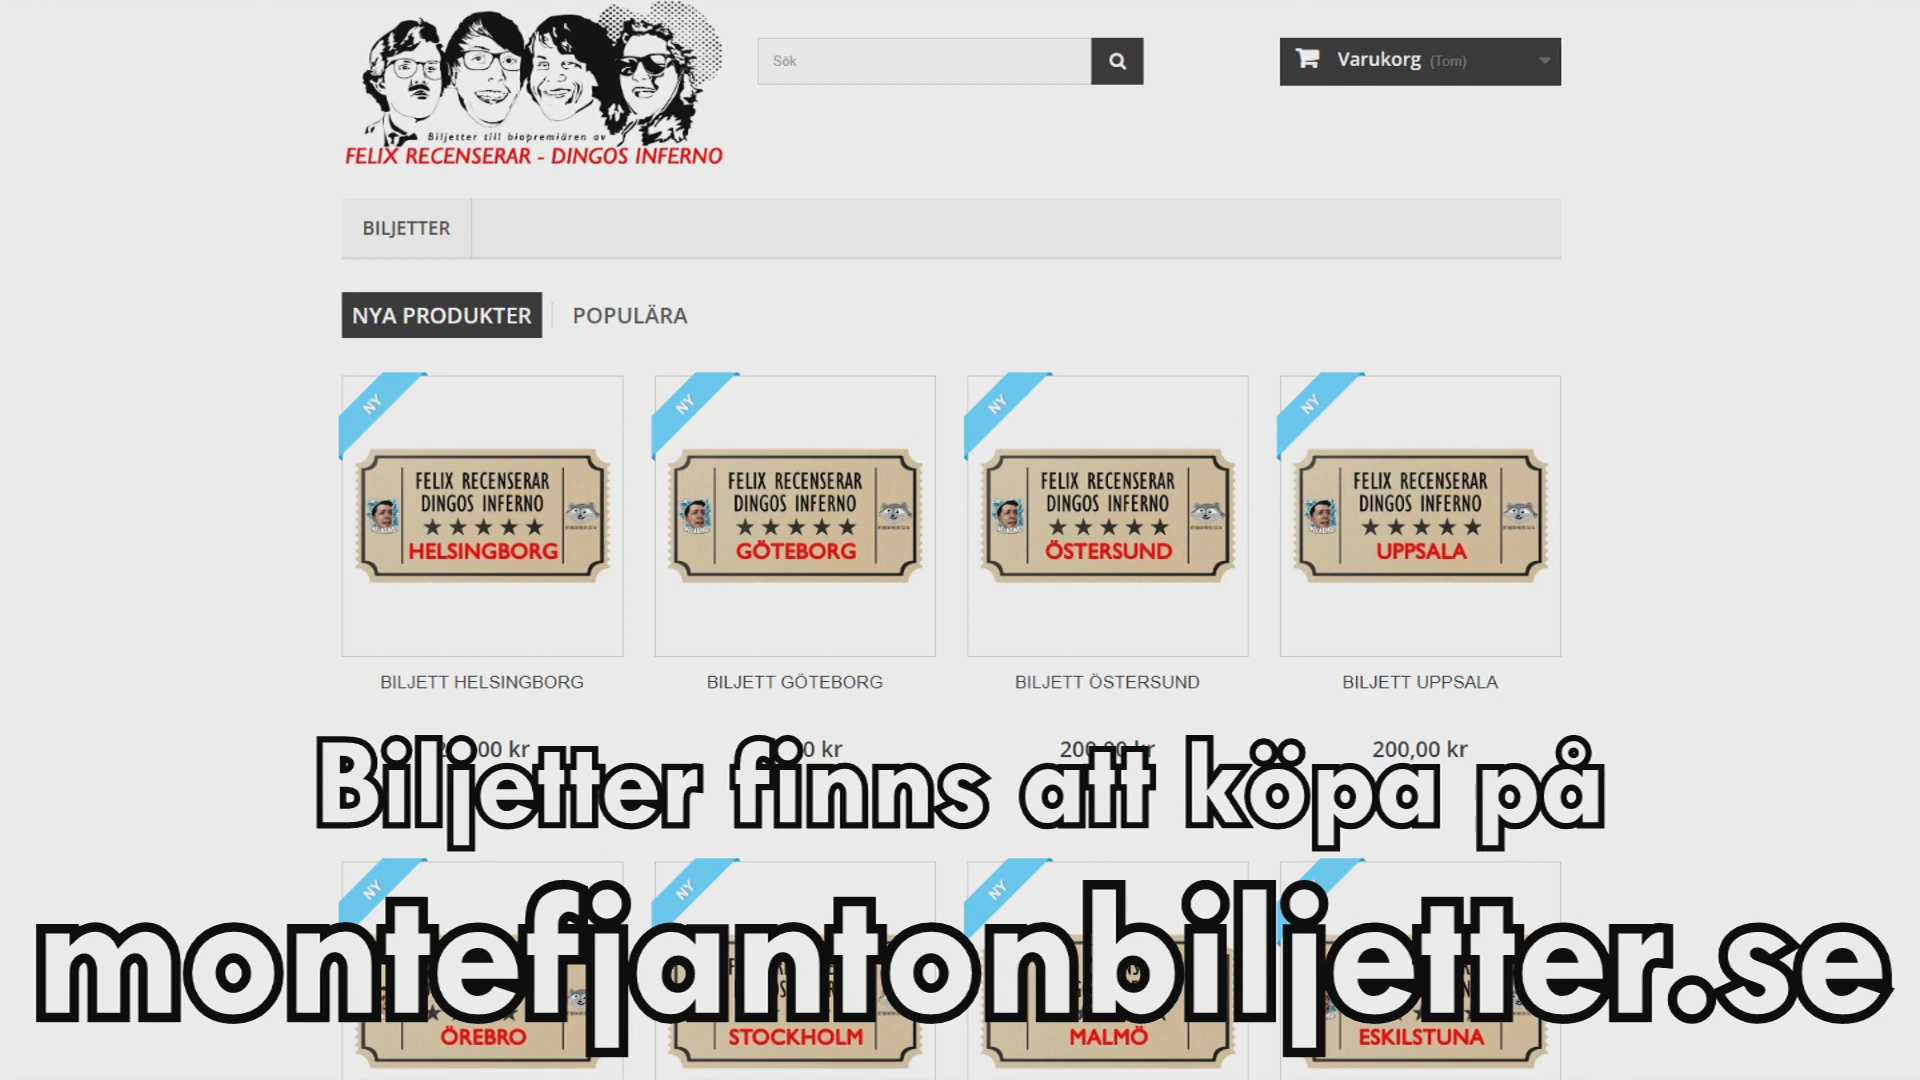 Sök
Varukorg (Tom)
Biljetter till biopremiären av
FELIX RECENSERAR - DINGOS INFERNO
BILJETTER
NYA PRODUKTER
POPULÄRA
NY
NY
NY
NY
FELIX RECENSERAR
DINGOS INFERNO
HELSINGBORG
FELIX RECENSERAR
DINGOS INFERNO
GÖTEBORG
FELIX RECENSERAR
DINGOS INFERNO
ÖSTERSUND
FELIX RECENSERAR
DINGOS INFERNO
UPPSALA
BILJETT HELSINGBORG
BILJETT GÖTEBORG
BILJETT ÖSTERSUND
BILJETT UPPSALA
200,00 kr
200,00 kr
Biljetter finns att köpa på
NY
NY
NY
montefjantonbiljetter.se
ÖREBRO
STOCKHOLM
MALMÖ
ESKILSTUNA